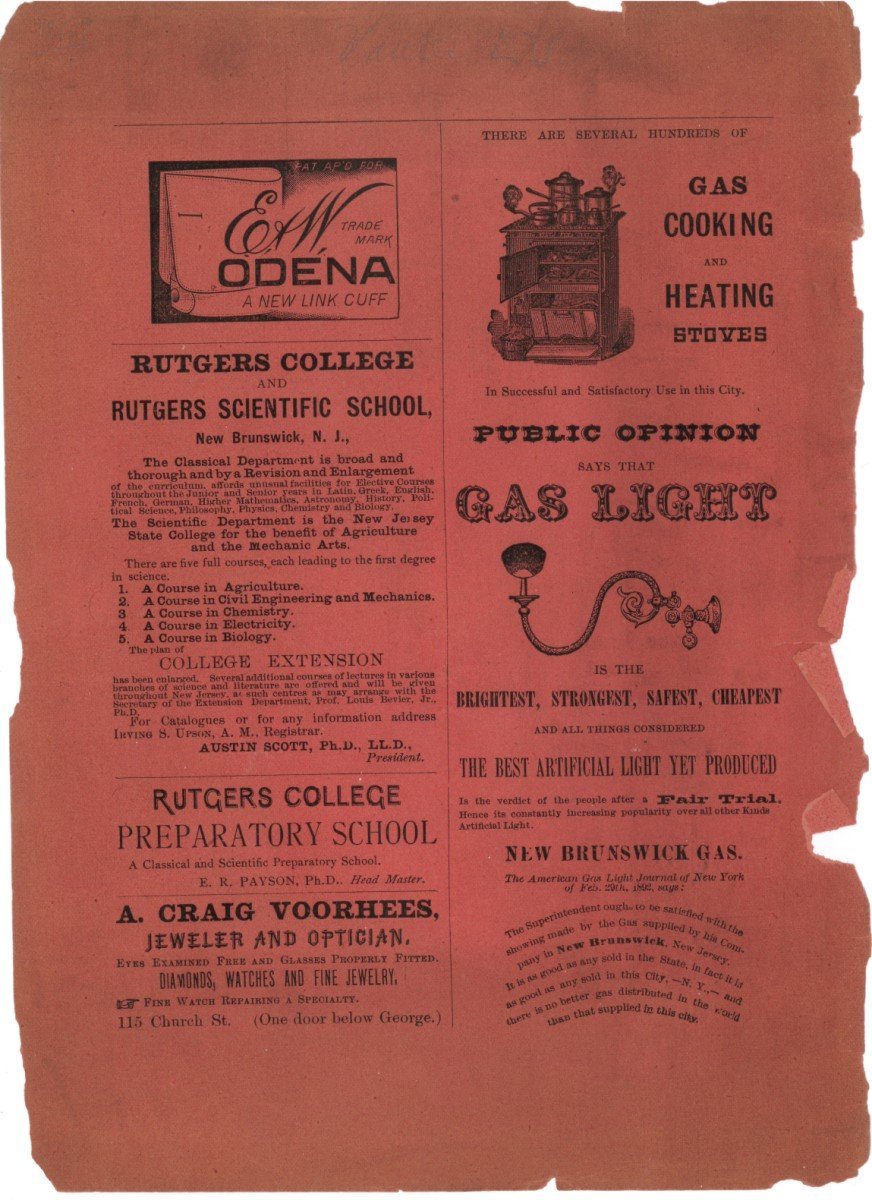 PAT AP'D FOR
E&W
TRADE
MARK
ODENA
A NEW LINK CUFF
RUTGERS COLLEGE
AND
RUTGERS SCIENTIFIC SCHOOL,
New Brunswick, N. J.,
The Classical Department is broad and
thorough and by a Revision and Enlargement
of the curriculum, affords unusual facilities for Elective Courses
throughout the Junior and Senior years in Latin, Greek, English,
French, German, Higher Mathematics, Astronomy, History, Poli-
tical Science, Philosophy, Physics, Chemistry and Biology.
The Scientific Department is the New Jersey
State College for the benefit of Agriculture
and the Mechanic Arts.
There are five full courses, each leading to the first degree
in science.
1. A Course in Agriculture.
2. A Course in Civil Engineering and Mechanics.
3 A Course in Chemistry.
4 A Course in Electricity.
5. A Course in Biology.
The plan of
COLLEGE EXTENSION
has been enlarged. Several additional courses of lectures in various
branches of science and literature are offered and will be given
throughout New Jersey, at such centres as may arrange with the
Secretary of the Extension Department, Prof. Louis Bevier, Jr.,
Ph.D.
For Catalogues or for any information address
IRVING S. UPSON, A. M., Registrar.
AUSTIN SCOTT, Ph.D., LL.D.,
President.
RUTGERS COLLEGE
PREPARATORY SCHOOL
A Classical and Scientific Preparatory School.
E. R. PAYSON, Ph.D.. Head Master.
A. CRAIG VOORHEES,
JEWELER AND OPTICIAN.
EYES EXAMINED FREE AND GLASSES PROPERLY FITTED.
DIAMONDS, WATCHES AND FINE JEWELRY.
☞ FINE WATCH REPAIRING A SPECIALTY.
115 Church St. (One door below George.)
THERE ARE SEVERAL HUNDREDS OF
GAS
COOKING
AND
HEATING
STOVES
In Successful and Satisfactory Use in this City.
PUBLIC OPINION
SAYS THAT
GAS LIGHT
IS THE
BRIGHTEST, STRONGEST, SAFEST, CHEAPEST
AND ALL THINGS CONSIDERED
THE BEST ARTIFICIAL LIGHT YET PRODUCED
Is the verdict of the people after a Fair Trial.
Hence its constantly increasing popularity over all other Kinds
Artificial Light.
NEW BRUNSWICK GAS.
The American Gas Light Journal of New York
of Feb. 29th, 1892, says:
The Superintendent ough. to be satisfied with the
showing made by the Gas supplied by his Com-
pany in New Brunswick, New Jersey.
It is as good as any sold in the State, in fact it is
as good as any sold in this City, —N. Y.,— and
there is no better gas distributed in the world
than that supplied in this city.